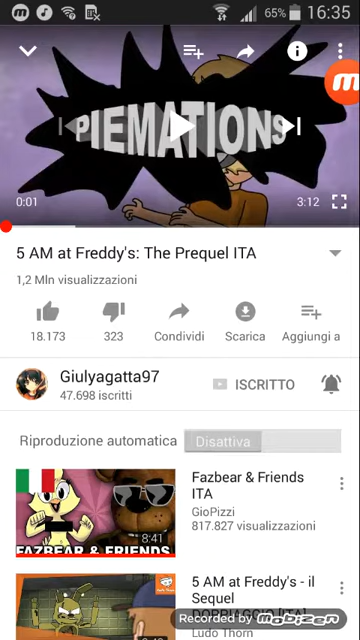 65% 16:35
PIEMATIONS
0:01
3:12
5 AM at Freddy's: The Prequel ITA
1,2 Mln visualizzazioni
18.173
323
Condividi
Scarica
Aggiungi a
Giulyagatta97
ISCRITTO
47.698 iscritti
Riproduzione automatica
Disattiva
Fazbear & Friends
ITA
GioPizzi
817.827 visualizzazioni
8:41
FAZBEAR & FRIENDS
5 AM at Freddy's - il
Sequel
DOPPIAGGIO [ITA]
Ludo Thorn
Recorded by mobizen